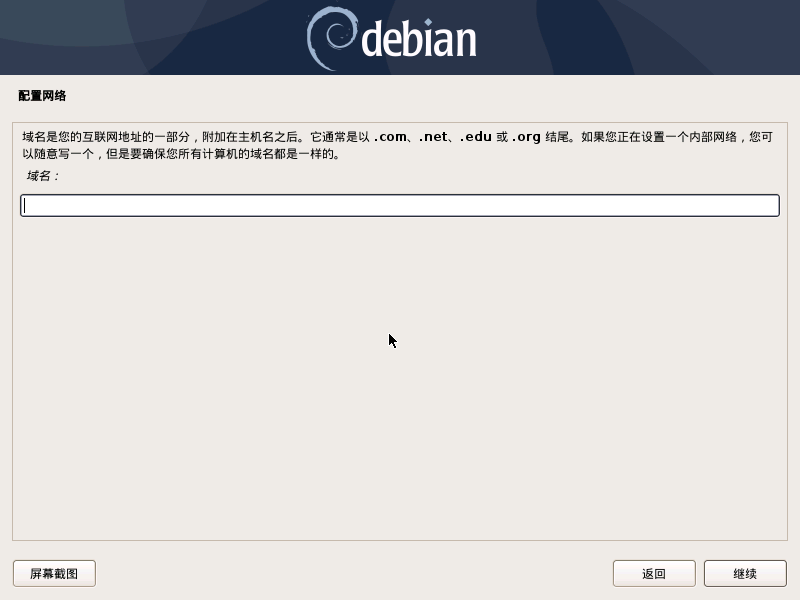 debian
配置网络
域名是您的互联网地址的一部分，附加在主机名之后。它通常是以 .com、.net、.edu 或 .org 结尾。如果您正在设置一个内部网络，您可
以随意写一个，但是要确保您所有计算机的域名都是一样的。
域名：
屏幕截图
返回
继续